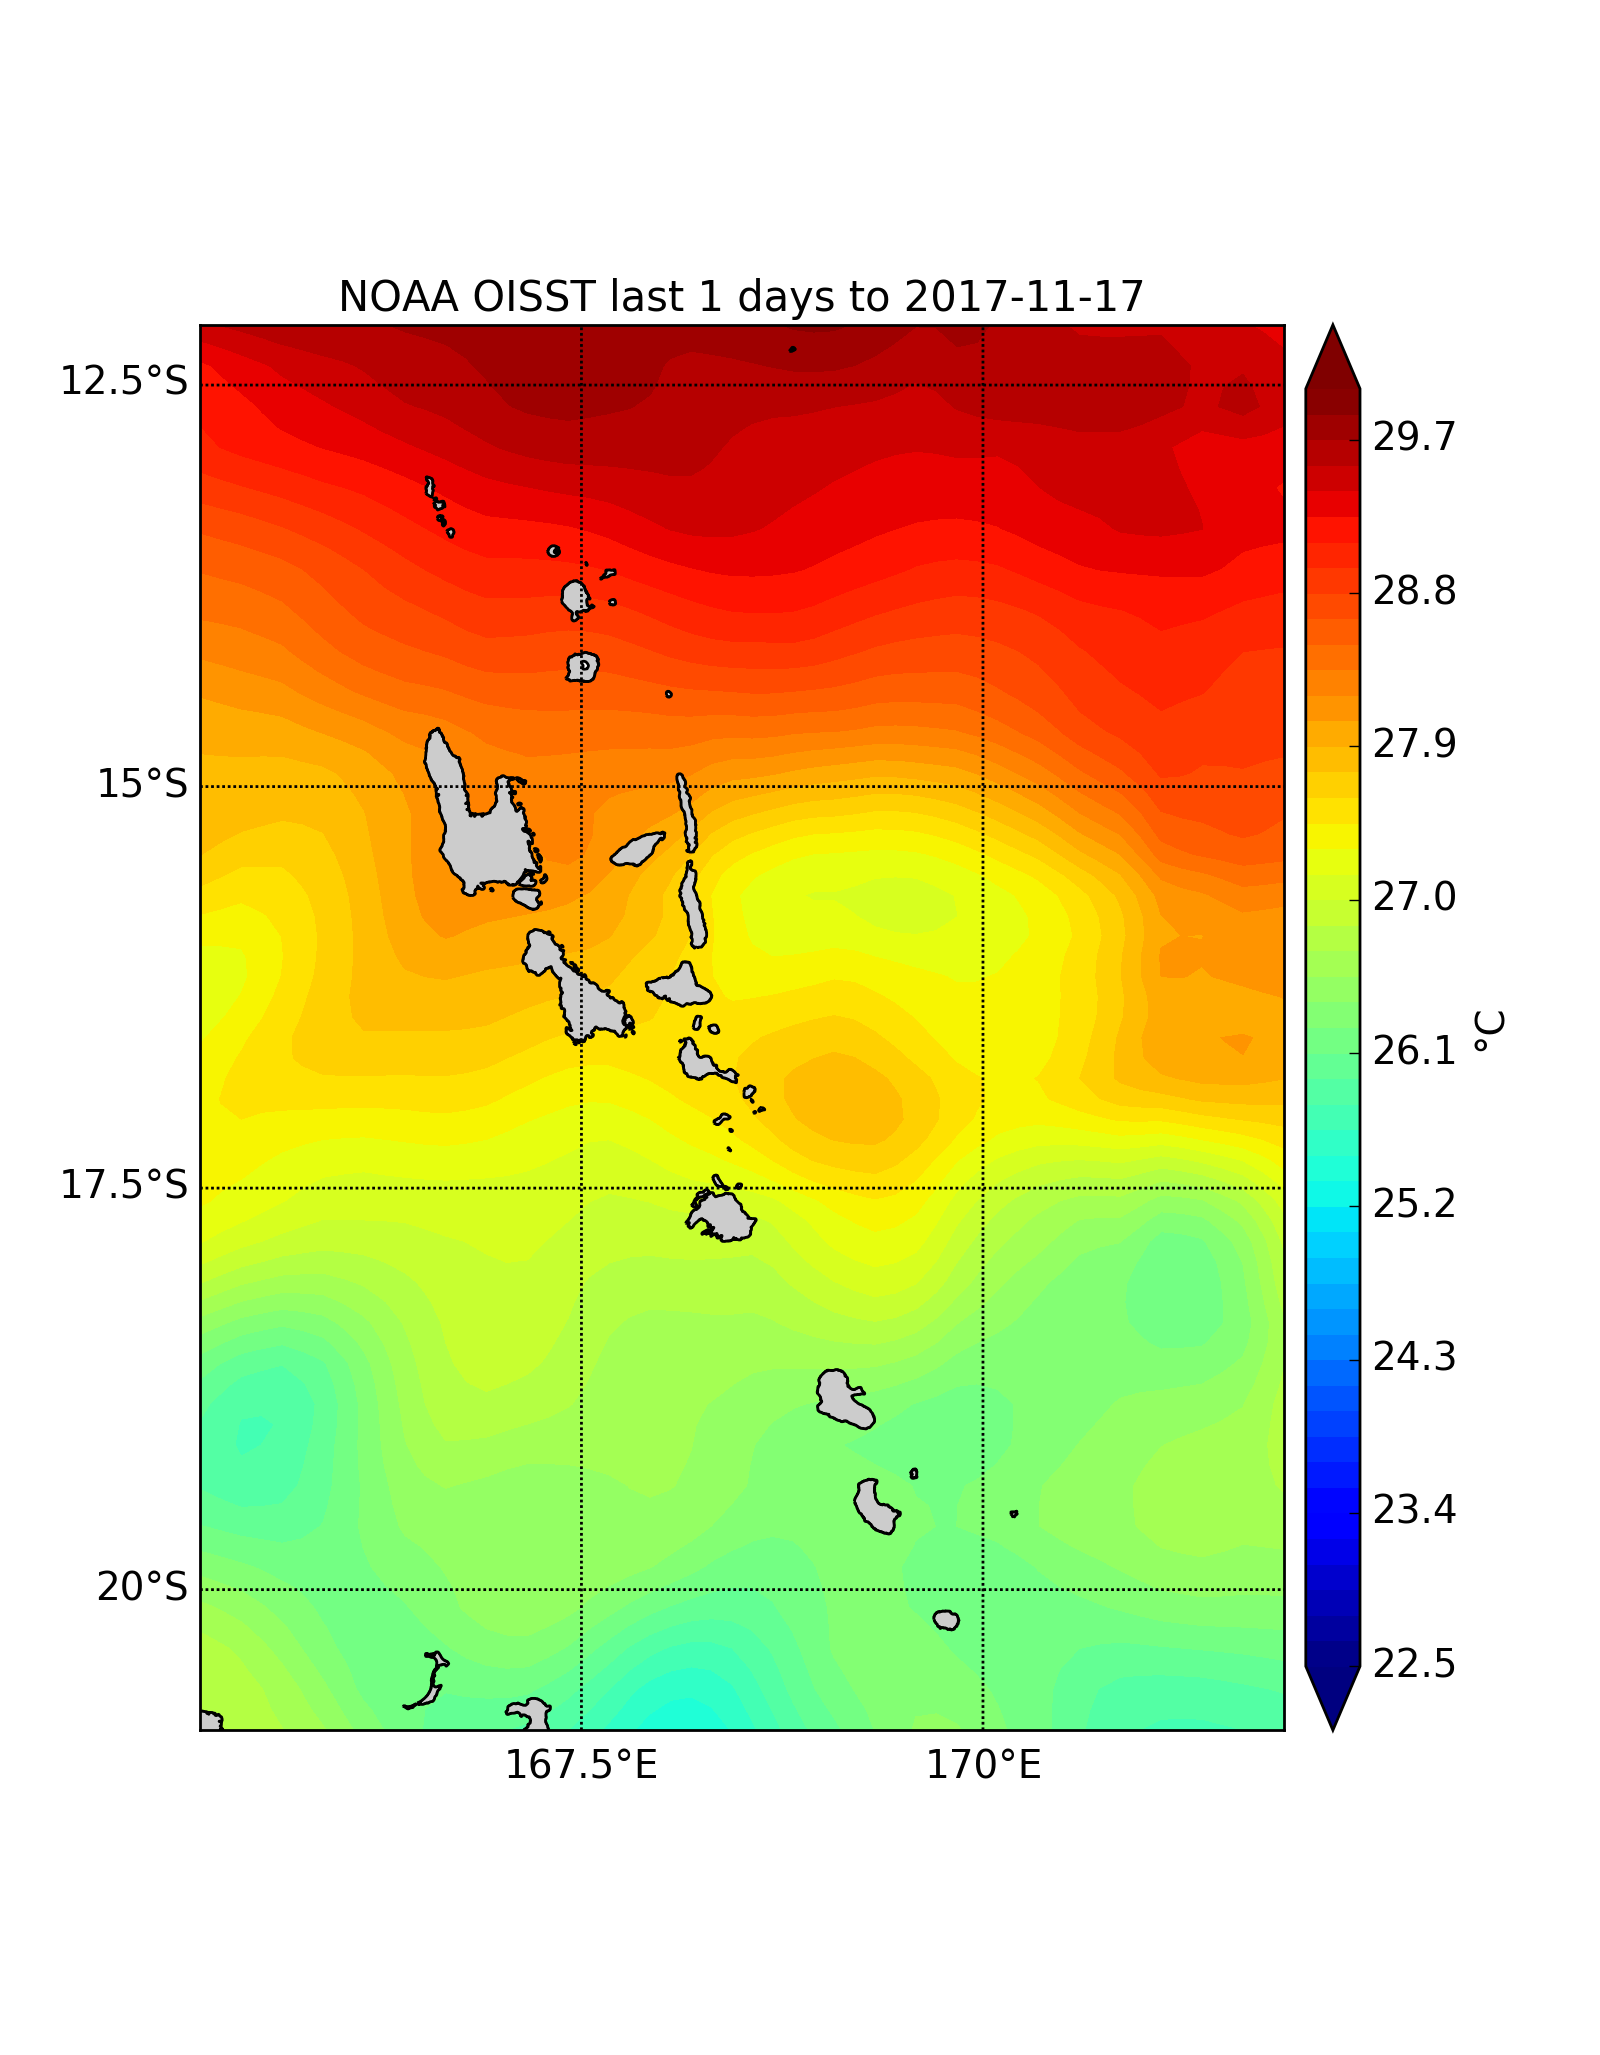 NOAA OISST last 1 days to 2017-11-17
12.5°S
15°S
17.5°S
20°S
167.5°E
170°E
29.7
28.8
27.9
27.0
26.1
25.2
24.3
23.4
22.5
°C